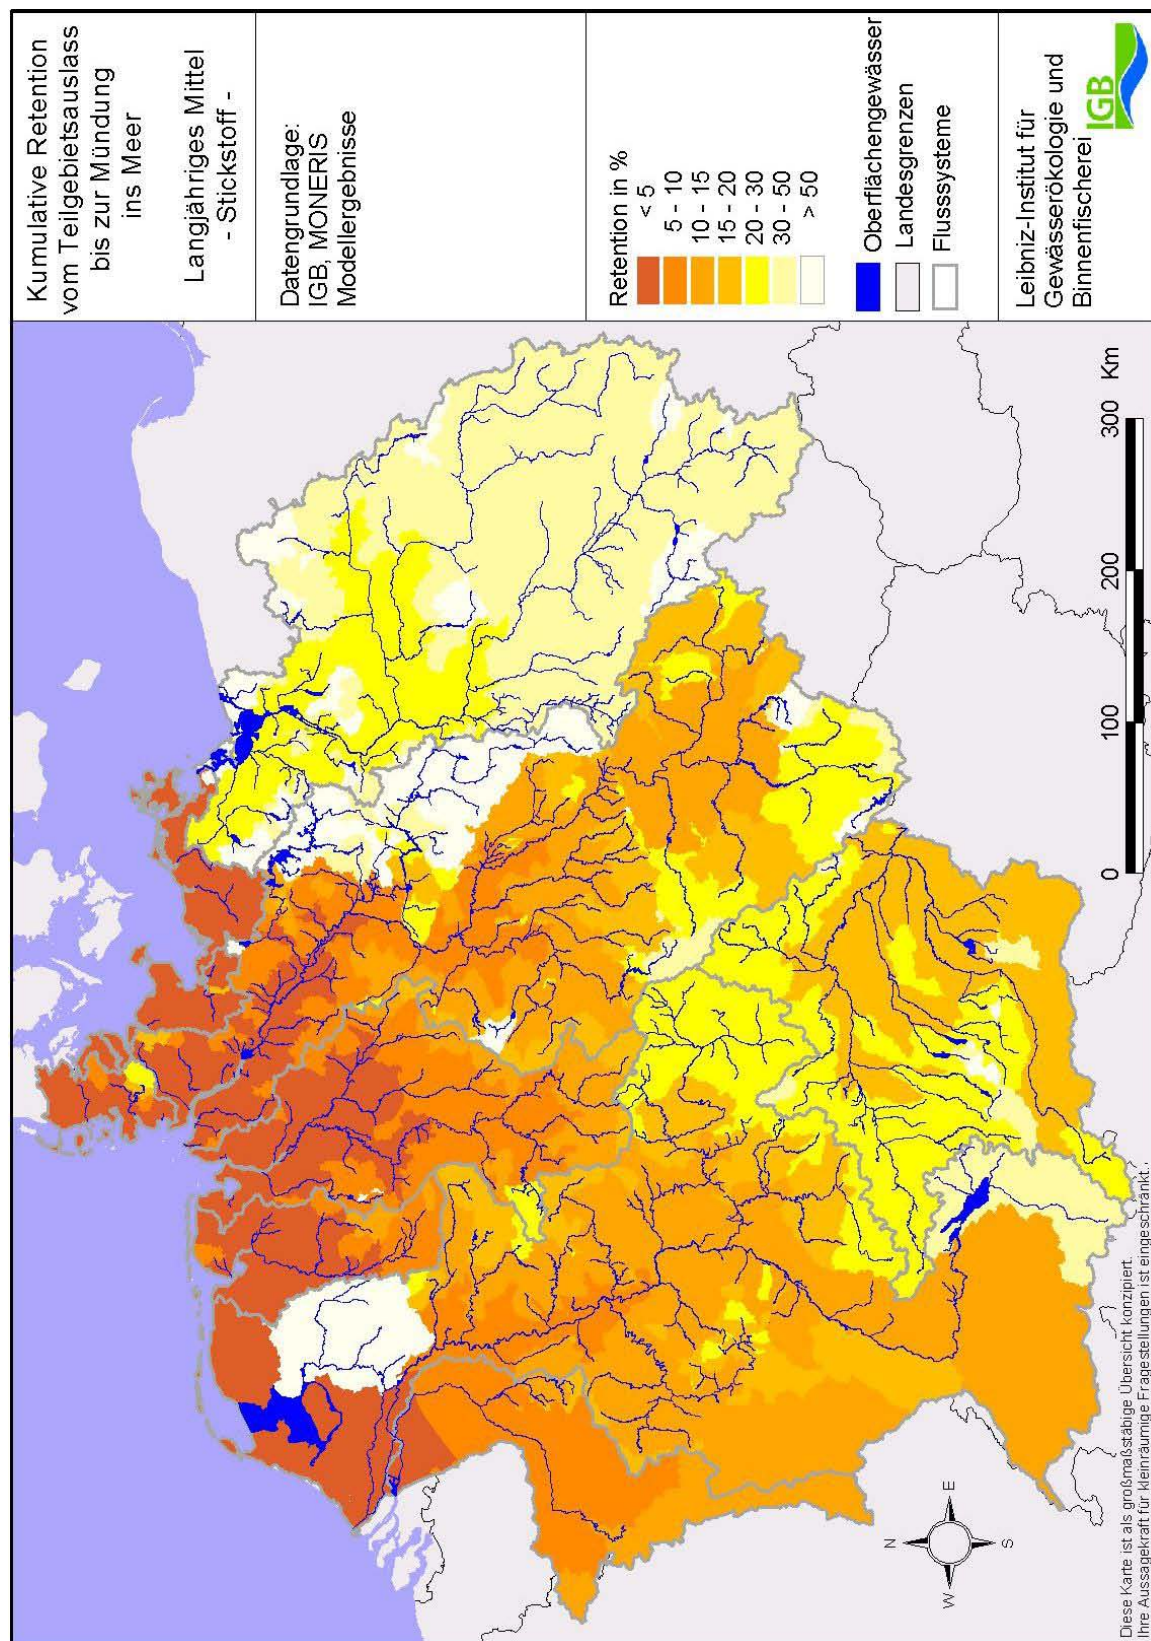 Kumulative Retention
vom Teilgebietsauslass
bis zur Mündung
ins Meer
Langjähriges Mittel
- Stickstoff -
Datengrundlage:
IGB, MONERIS
Modellergebnisse
Retention in %
< 5
5 - 10
10 - 15
15 - 20
20 - 30
30 - 50
> 50
Oberflächengewässer
Landesgrenzen
Flusssysteme
Leibniz-Institut für
Gewässerökologie und
Binnenfischerei
IGB
N
W
E
S
0
100
200
300
Km
Diese Karte ist als großmaßstäbige Übersicht konzipiert.
Ihre Aussagekraft für kleinräumige Fragestellungen ist eingeschränkt.,